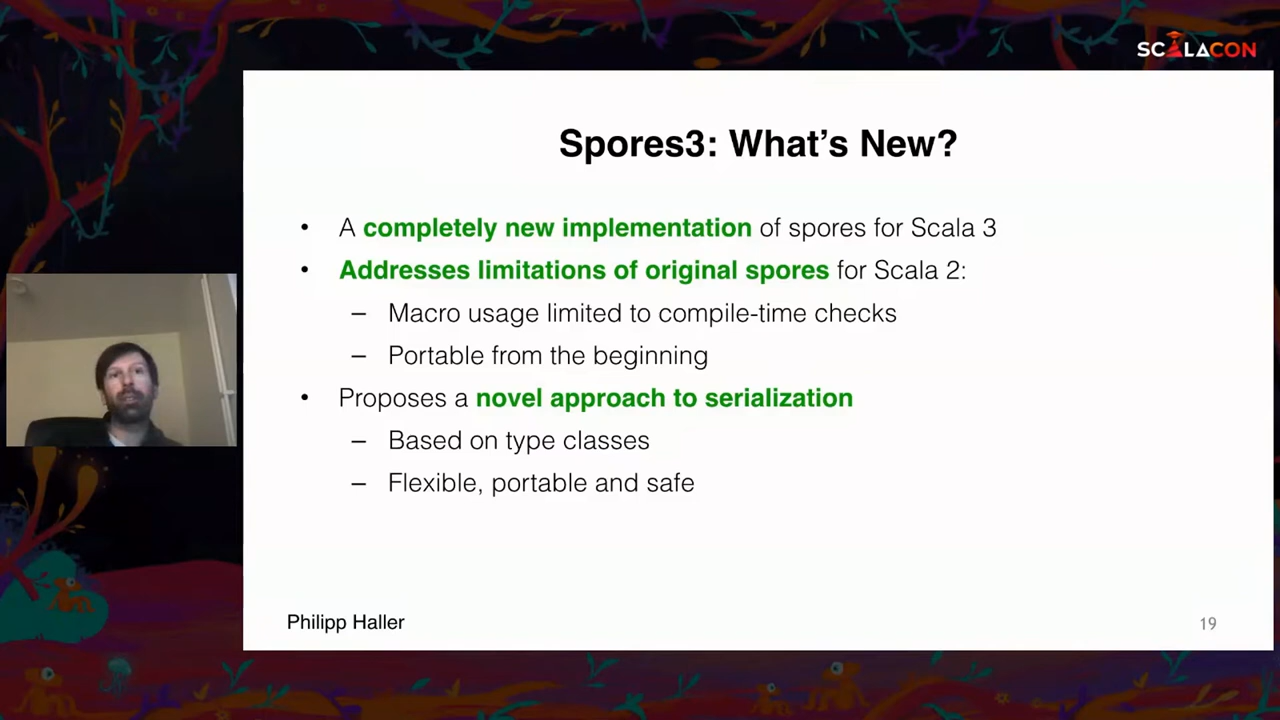 SCALACON
Spores3: What's New?
• A completely new implementation of spores for Scala 3
• Addresses limitations of original spores for Scala 2:
– Macro usage limited to compile-time checks
– Portable from the beginning
• Proposes a novel approach to serialization
– Based on type classes
– Flexible, portable and safe
Philipp Haller
19